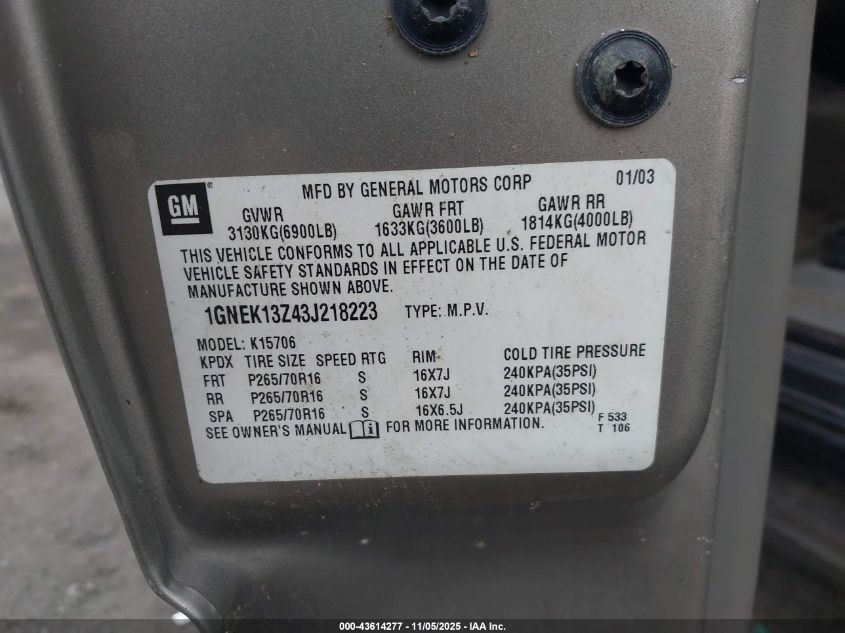 GM ®
MFD BY GENERAL MOTORS CORP 01/03
GVWR GAWR FRT GAWR RR
3130KG(6900LB) 1633KG(3600LB) 1814KG(4000LB)
THIS VEHICLE CONFORMS TO ALL APPLICABLE U.S. FEDERAL MOTOR
VEHICLE SAFETY STANDARDS IN EFFECT ON THE DATE OF
MANUFACTURE SHOWN ABOVE.
1GNEK13Z43J218223 TYPE: M.P.V.
MODEL: K15706
KPDX TIRE SIZE SPEED RTG RIM COLD TIRE PRESSURE
FRT P265/70R16 S 16X7J 240KPA(35PSI)
RR P265/70R16 S 16X7J 240KPA(35PSI)
SPA P265/70R16 S 16X6.5J 240KPA(35PSI)
SEE OWNER'S MANUAL i FOR MORE INFORMATION.
F 533
T 106
000-43614277 - 11/05/2025 - IAA Inc.